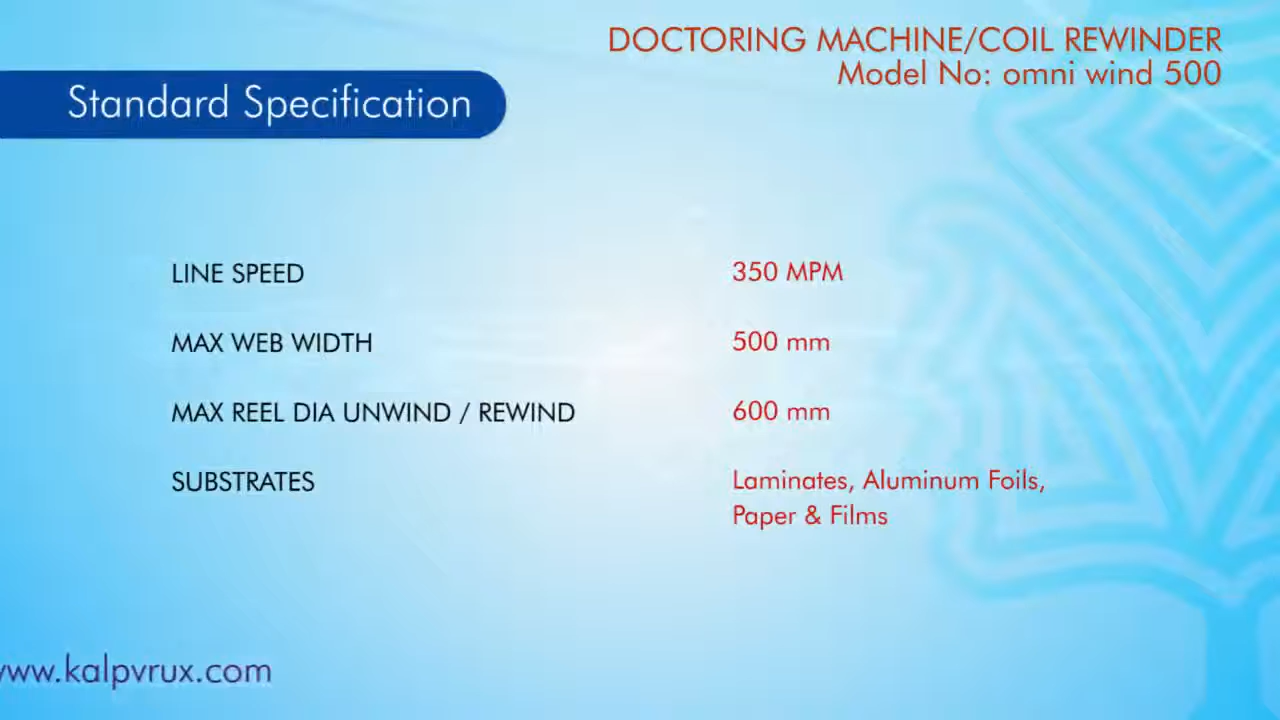 DOCTORING MACHINE/COIL REWINDER
Model No: omni wind 500
Standard Specification
LINE SPEED 350 MPM
MAX WEB WIDTH 500 mm
MAX REEL DIA UNWIND / REWIND 600 mm
SUBSTRATES Laminates, Aluminum Foils,
Paper & Films
www.kalpvrux.com